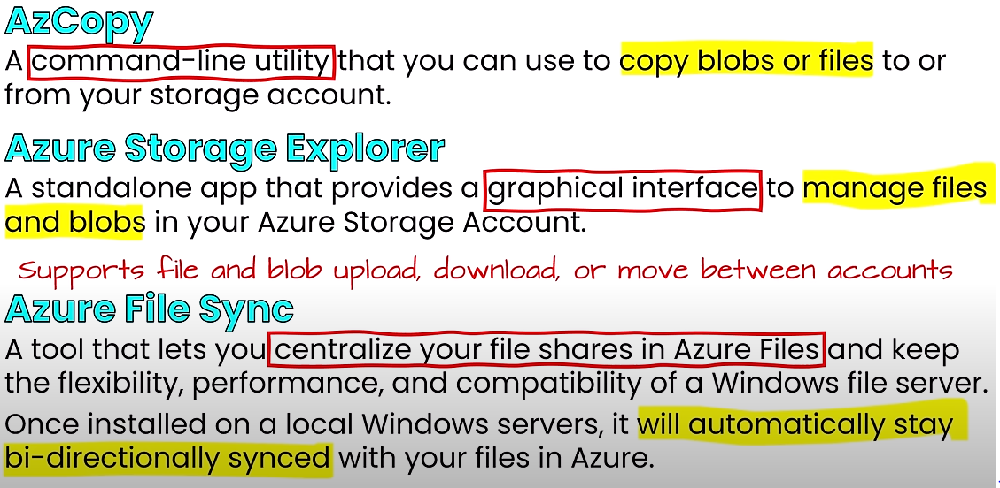 AzCopy
A command-line utility that you can use to copy blobs or files to or
from your storage account.
Azure Storage Explorer
A standalone app that provides a graphical interface to manage files
and blobs in your Azure Storage Account.
Supports file and blob upload, download, or move between accounts
Azure File Sync
A tool that lets you centralize your file shares in Azure Files and keep
the flexibility, performance, and compatibility of a Windows file server.
Once installed on a local Windows servers, it will automatically stay
bi-directionally synced with your files in Azure.